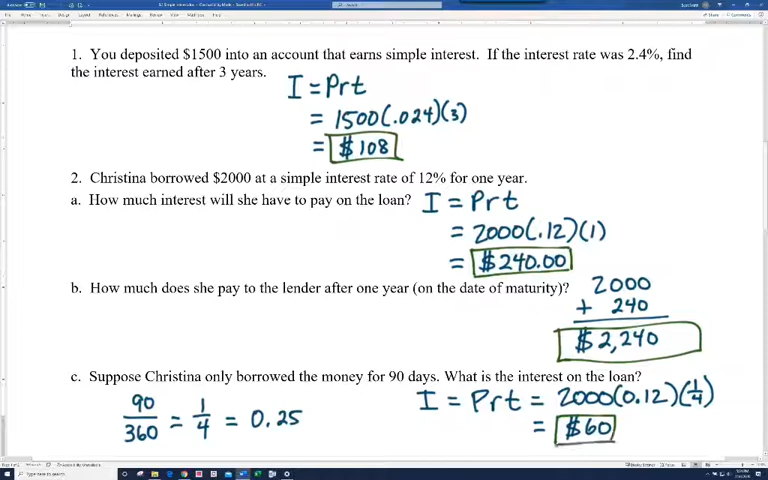 1. You deposited $1500 into an account that earns simple interest. If the interest rate was 2.4%, find
the interest earned after 3 years.
I = Prt
= 1500(.024)(3)
= $108
2. Christina borrowed $2000 at a simple interest rate of 12% for one year.
a. How much interest will she have to pay on the loan? I = Prt
= 2000(.12)(1)
= $240.00
b. How much does she pay to the lender after one year (on the date of maturity)? 2000
+ 240
$2,240
c. Suppose Christina only borrowed the money for 90 days. What is the interest on the loan?
90/360 = 1/4 = 0.25
I = Prt = 2000(0.12)(1/4)
= $60